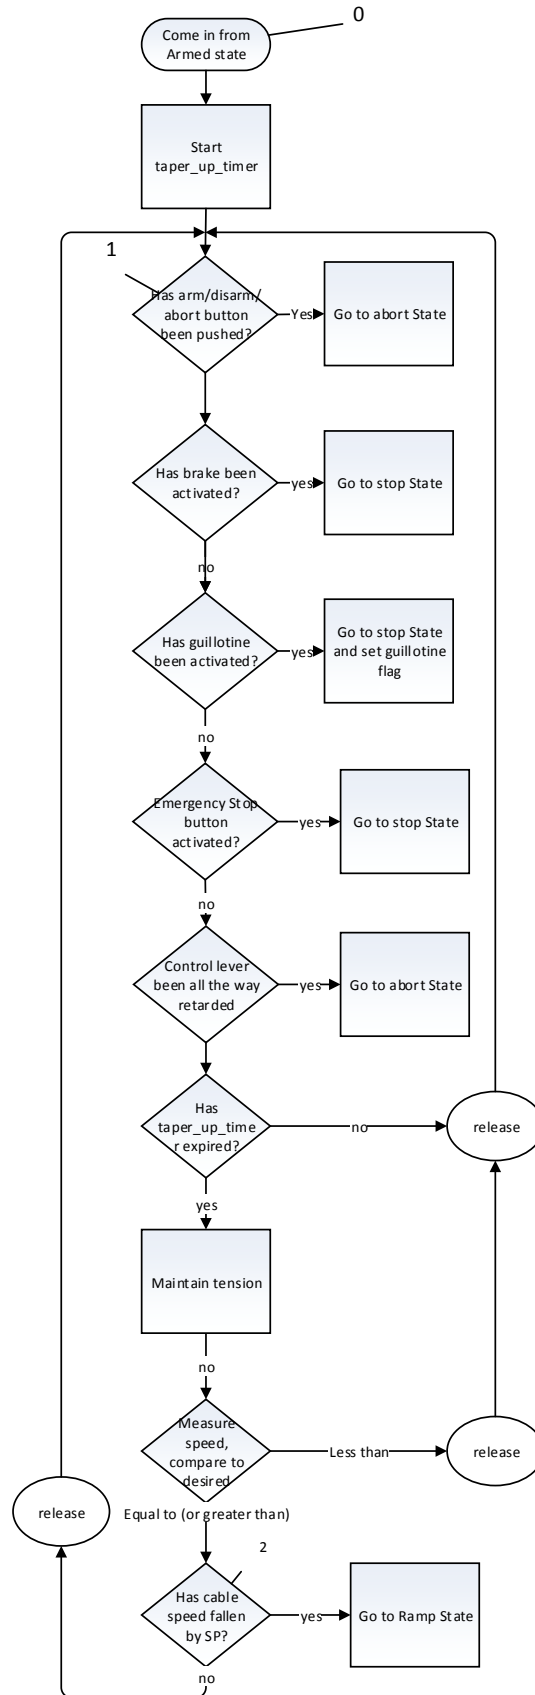 0
Come in from
Armed state
Start
taper_up_timer
1
Has arm/disarm/
abort button
been pushed?
Yes
Go to abort State
Has brake been
activated?
yes
Go to stop State
no
Has guillotine
been activated?
yes
Go to stop State
and set guillotine
flag
no
Emergency Stop
button
activated?
yes
Go to stop State
no
Control lever
been all the way
retarded
yes
Go to abort State
Has
taper_up_time
r expired?
no
release
yes
Maintain tension
no
Measure
speed,
compare to
desired
Less than
release
release
Equal to (or greater than)
2
Has cable
speed fallen
by SP?
yes
Go to Ramp State
no